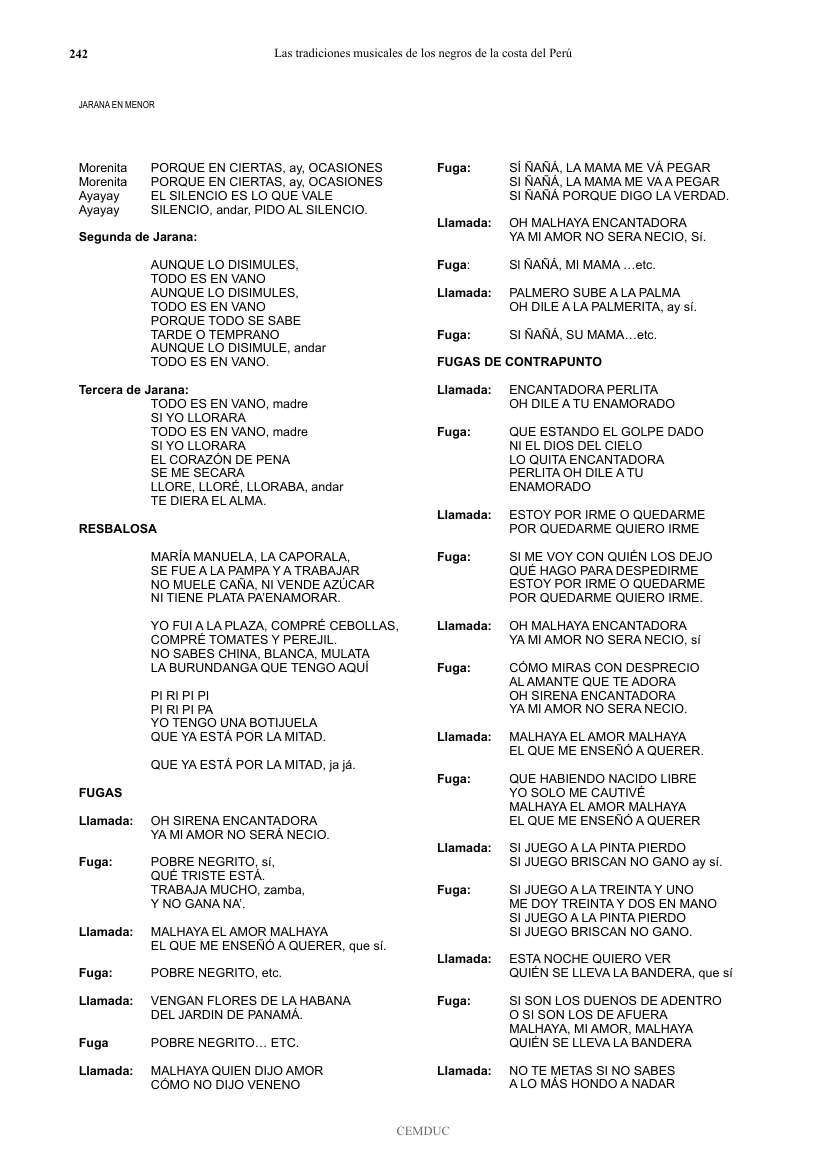 242
Las tradiciones musicales de los negros de la costa del Perú
JARANA EN MENOR
Morenita PORQUE EN CIERTAS, ay, OCASIONES
Morenita PORQUE EN CIERTAS, ay, OCASIONES
Ayayay EL SILENCIO ES LO QUE VALE
Ayayay SILENCIO, andar, PIDO AL SILENCIO.
Segunda de Jarana:
AUNQUE LO DISIMULES,
TODO ES EN VANO
AUNQUE LO DISIMULES,
TODO ES EN VANO
PORQUE TODO SE SABE
TARDE O TEMPRANO
AUNQUE LO DISIMULE, andar
TODO ES EN VANO.
Tercera de Jarana:
TODO ES EN VANO, madre
SI YO LLORARA
TODO ES EN VANO, madre
SI YO LLORARA
EL CORAZÓN DE PENA
SE ME SECARA
LLORE, LLORÉ, LLORABA, andar
TE DIERA EL ALMA.
RESBALOSA
MARÍA MANUELA, LA CAPORALA,
SE FUE A LA PAMPA Y A TRABAJAR
NO MUELE CAÑA, NI VENDE AZÚCAR
NI TIENE PLATA PA’ENAMORAR.
YO FUI A LA PLAZA, COMPRÉ CEBOLLAS,
COMPRÉ TOMATES Y PEREJIL.
NO SABES CHINA, BLANCA, MULATA
LA BURUNDANGA QUE TENGO AQUÍ
PI RI PI PI
PI RI PI PA
YO TENGO UNA BOTIJUELA
QUE YA ESTÁ POR LA MITAD.
QUE YA ESTÁ POR LA MITAD, ja já.
FUGAS
Llamada: OH SIRENA ENCANTADORA
YA MI AMOR NO SERÁ NECIO.
Fuga: POBRE NEGRITO, sí,
QUÉ TRISTE ESTÁ.
TRABAJA MUCHO, zamba,
Y NO GANA NA’.
Llamada: MALHAYA EL AMOR MALHAYA
EL QUE ME ENSEÑÓ A QUERER, que sí.
Fuga: POBRE NEGRITO, etc.
Llamada: VENGAN FLORES DE LA HABANA
DEL JARDIN DE PANAMÁ.
Fuga POBRE NEGRITO… ETC.
Llamada: MALHAYA QUIEN DIJO AMOR
CÓMO NO DIJO VENENO
Fuga: SÍ ÑAÑÁ, LA MAMA ME VÁ PEGAR
SI ÑAÑÁ, LA MAMA ME VA A PEGAR
SI ÑAÑÁ PORQUE DIGO LA VERDAD.
Llamada: OH MALHAYA ENCANTADORA
YA MI AMOR NO SERA NECIO, Sí.
Fuga: SI ÑAÑÁ, MI MAMA …etc.
Llamada: PALMERO SUBE A LA PALMA
OH DILE A LA PALMERITA, ay sí.
Fuga: SI ÑAÑÁ, SU MAMA…etc.
FUGAS DE CONTRAPUNTO
Llamada: ENCANTADORA PERLITA
OH DILE A TU ENAMORADO
Fuga: QUE ESTANDO EL GOLPE DADO
NI EL DIOS DEL CIELO
LO QUITA ENCANTADORA
PERLITA OH DILE A TU
ENAMORADO
Llamada: ESTOY POR IRME O QUEDARME
POR QUEDARME QUIERO IRME
Fuga: SI ME VOY CON QUIÉN LOS DEJO
QUÉ HAGO PARA DESPEDIRME
ESTOY POR IRME O QUEDARME
POR QUEDARME QUIERO IRME.
Llamada: OH MALHAYA ENCANTADORA
YA MI AMOR NO SERA NECIO, sí
Fuga: CÓMO MIRAS CON DESPRECIO
AL AMANTE QUE TE ADORA
OH SIRENA ENCANTADORA
YA MI AMOR NO SERA NECIO.
Llamada: MALHAYA EL AMOR MALHAYA
EL QUE ME ENSEÑÓ A QUERER.
Fuga: QUE HABIENDO NACIDO LIBRE
YO SOLO ME CAUTIVÉ
MALHAYA EL AMOR MALHAYA
EL QUE ME ENSEÑÓ A QUERER
Llamada: SI JUEGO A LA PINTA PIERDO
SI JUEGO BRISCAN NO GANO ay sí.
Fuga: SI JUEGO A LA TREINTA Y UNO
ME DOY TREINTA Y DOS EN MANO
SI JUEGO A LA PINTA PIERDO
SI JUEGO BRISCAN NO GANO.
Llamada: ESTA NOCHE QUIERO VER
QUIÉN SE LLEVA LA BANDERA, que sí
Fuga: SI SON LOS DUENOS DE ADENTRO
O SI SON LOS DE AFUERA
MALHAYA, MI AMOR, MALHAYA
QUIÉN SE LLEVA LA BANDERA
Llamada: NO TE METAS SI NO SABES
A LO MÁS HONDO A NADAR
CEMDUC